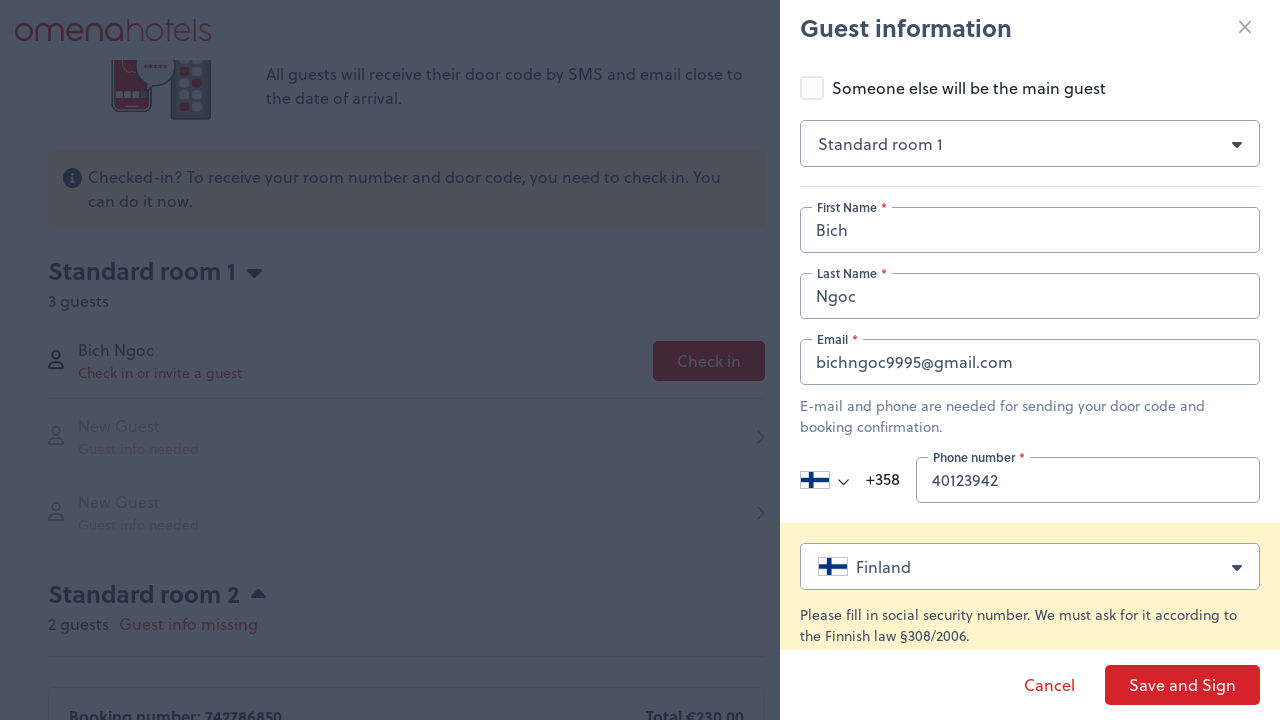 omenahotels
*****
All guests will receive their door code by SMS and email close to
the date of arrival.
Checked-in? To receive your room number and door code, you need to check in. You
can do it now.
Standard room 1
3 guests
Bich Ngoc
Check in or invite a guest
Check in
New Guest
Guest info needed
New Guest
Guest info needed
Standard room 2
2 guests Guest info missing
Booking number: 742786850
Total €230.00
Guest information
Someone else will be the main guest
Standard room 1
First Name *
Bich
Last Name *
Ngoc
Email *
bichngoc9995@gmail.com
E-mail and phone are needed for sending your door code and
booking confirmation.
Phone number *
+358 40123942
Finland
Please fill in social security number. We must ask for it according to
the Finnish law §308/2006.
Cancel
Save and Sign